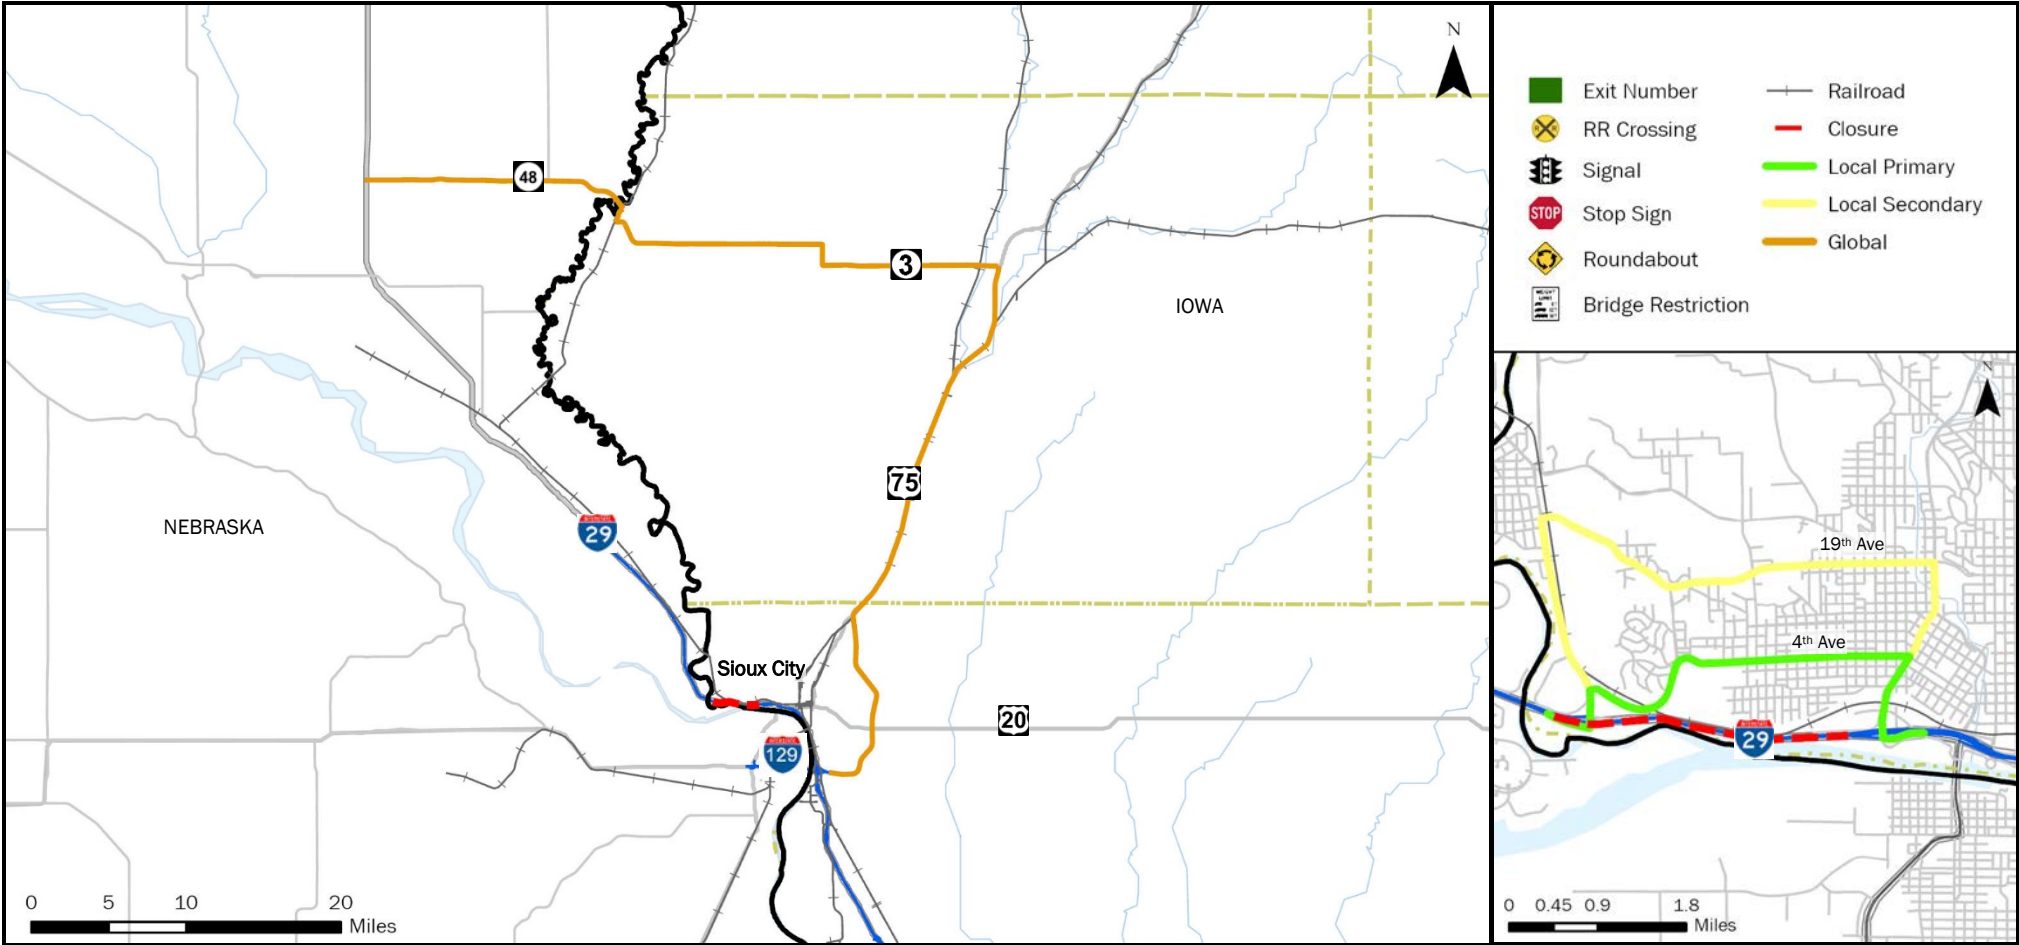 N
48
3
IOWA
75
NEBRASKA
29
Sioux City
20
129
0 5 10 20
Miles
Exit Number
RR Crossing
Signal
STOP Stop Sign
Roundabout
WEIGHT
LIMIT
Bridge Restriction
Railroad
Closure
Local Primary
Local Secondary
Global
N
19th Ave
4th Ave
29
0 0.45 0.9 1.8
Miles